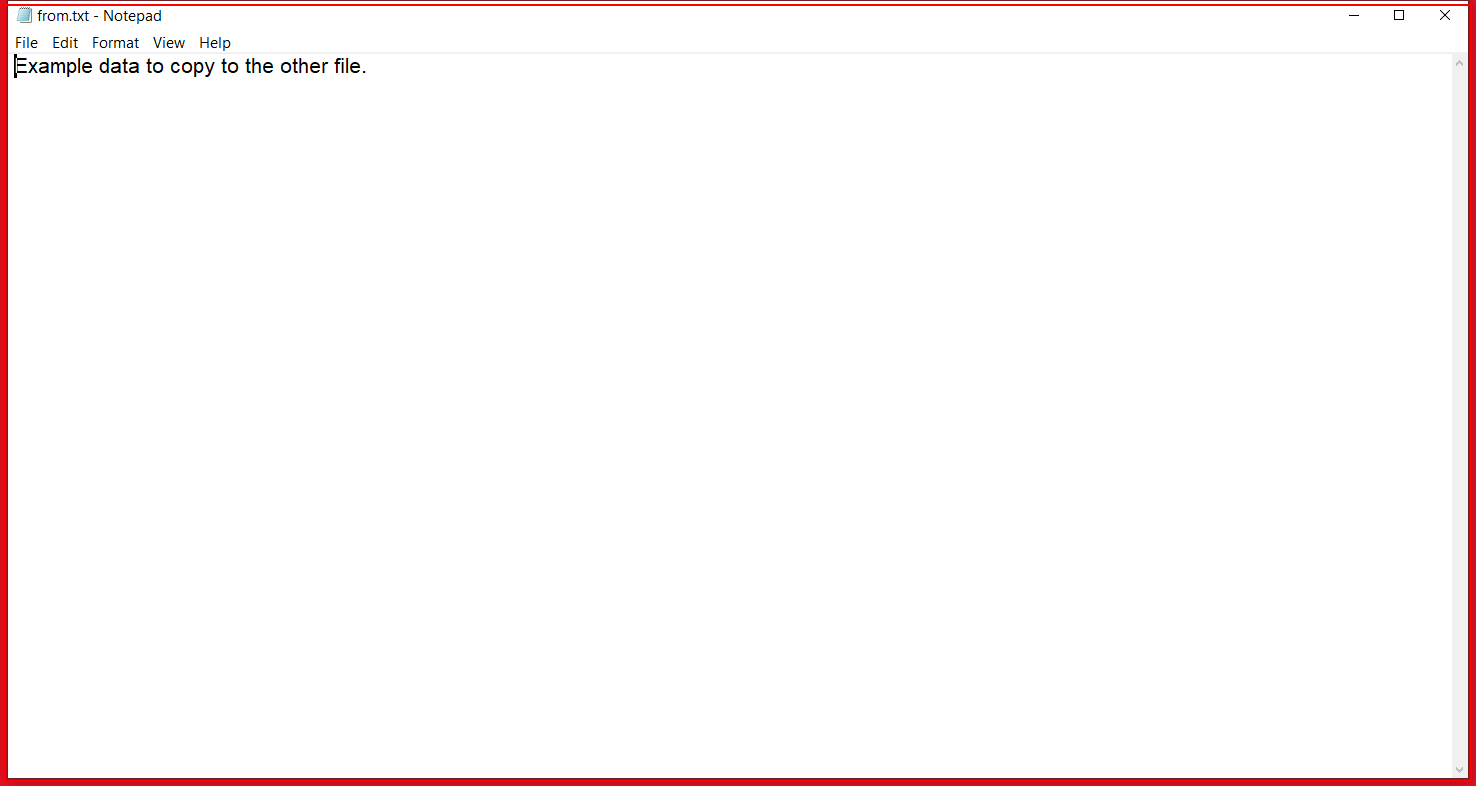 from.txt - Notepad
File Edit Format View Help
Example data to copy to the other file.